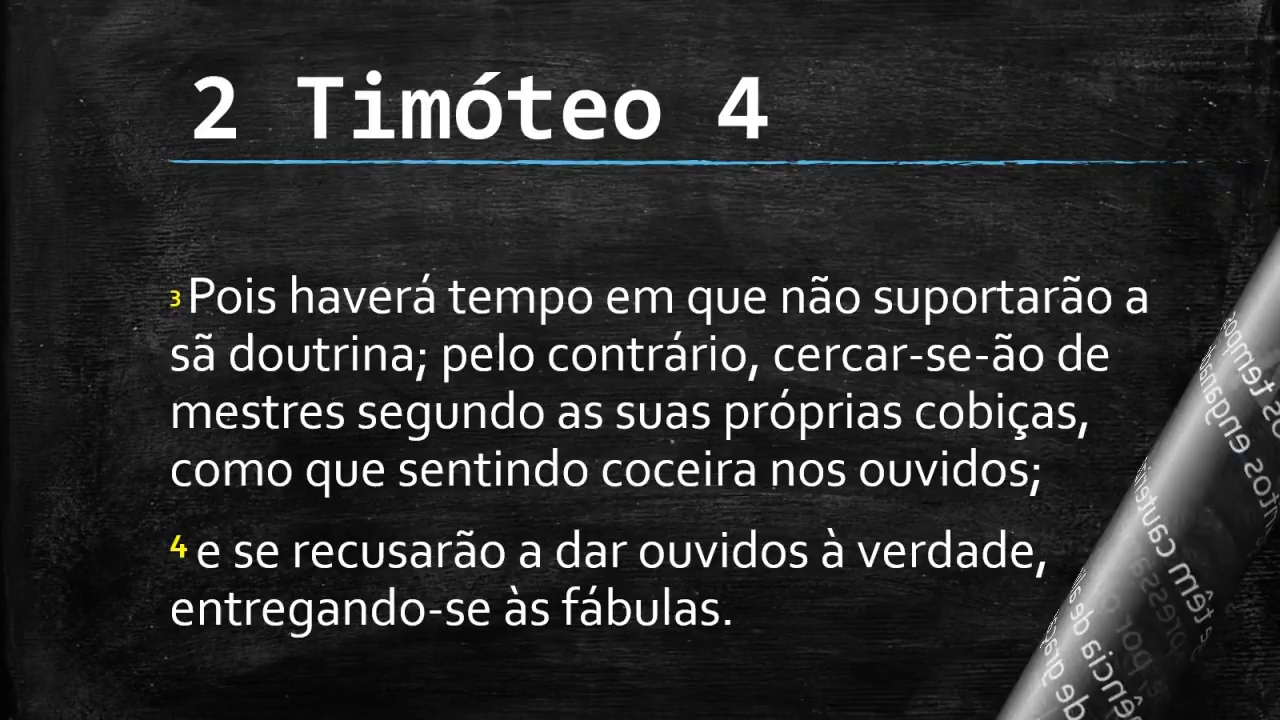 2 Timóteo 4
3 Pois haverá tempo em que não suportarão a
sã doutrina; pelo contrário, cercar-se-ão de
mestres segundo as suas próprias cobiças,
como que sentindo coceira nos ouvidos;
4 e se recusarão a dar ouvidos à verdade,
entregando-se às fábulas.